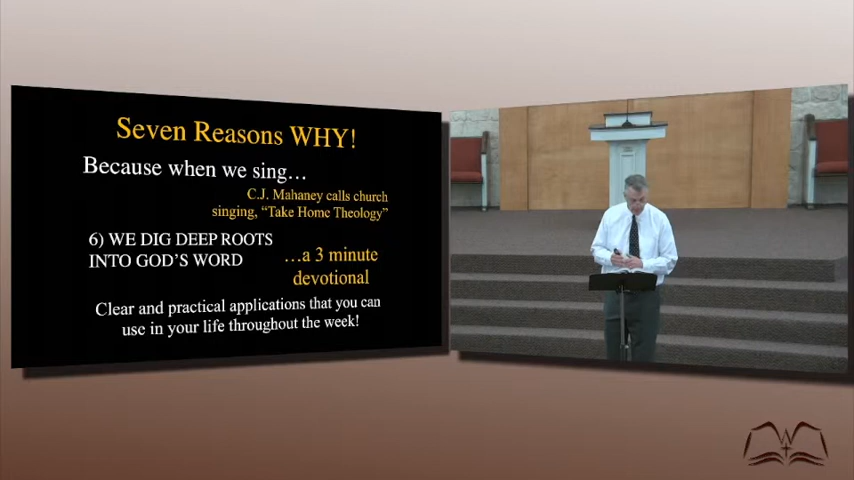 Seven Reasons WHY!
Because when we sing…
C.J. Mahaney calls church
singing, “Take Home Theology”
6) WE DIG DEEP ROOTS
INTO GOD’S WORD
…a 3 minute
devotional
Clear and practical applications that you can
use in your life throughout the week!